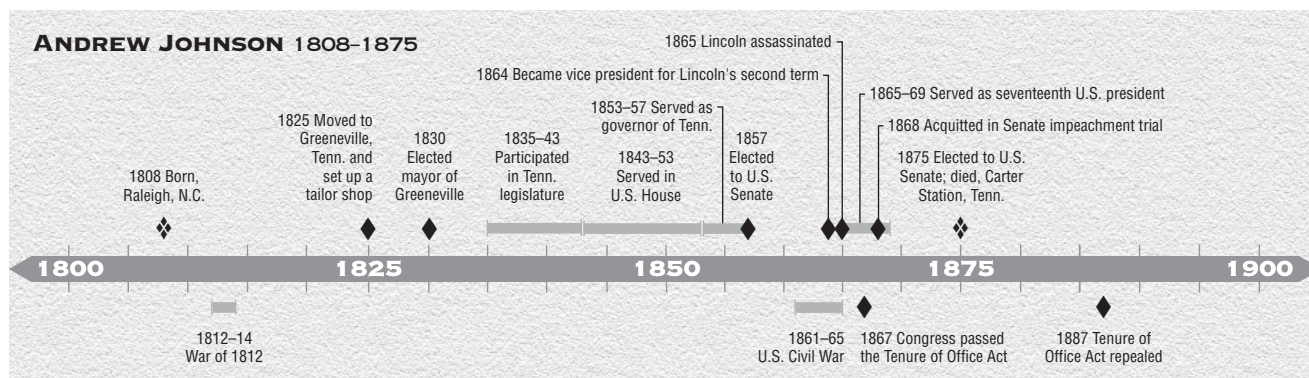 ANDREW JOHNSON 1808–1875
1865 Lincoln assassinated
1864 Became vice president for Lincoln's second term
1865–69 Served as seventeenth U.S. president
1853–57 Served as
governor of Tenn.
1868 Acquitted in Senate impeachment trial
1825 Moved to
Greeneville,
Tenn. and
set up a
tailor shop
1830
Elected
mayor of
Greeneville
1835–43
Participated
in Tenn.
legislature
1843–53
Served in
U.S. House
1857
Elected
to U.S.
Senate
1875 Elected to U.S.
Senate; died, Carter
Station, Tenn.
1808 Born,
Raleigh, N.C.
1800
1825
1850
1875
1900
1812–14
War of 1812
1861–65
U.S. Civil War
1867 Congress passed
the Tenure of Office Act
1887 Tenure of
Office Act repealed